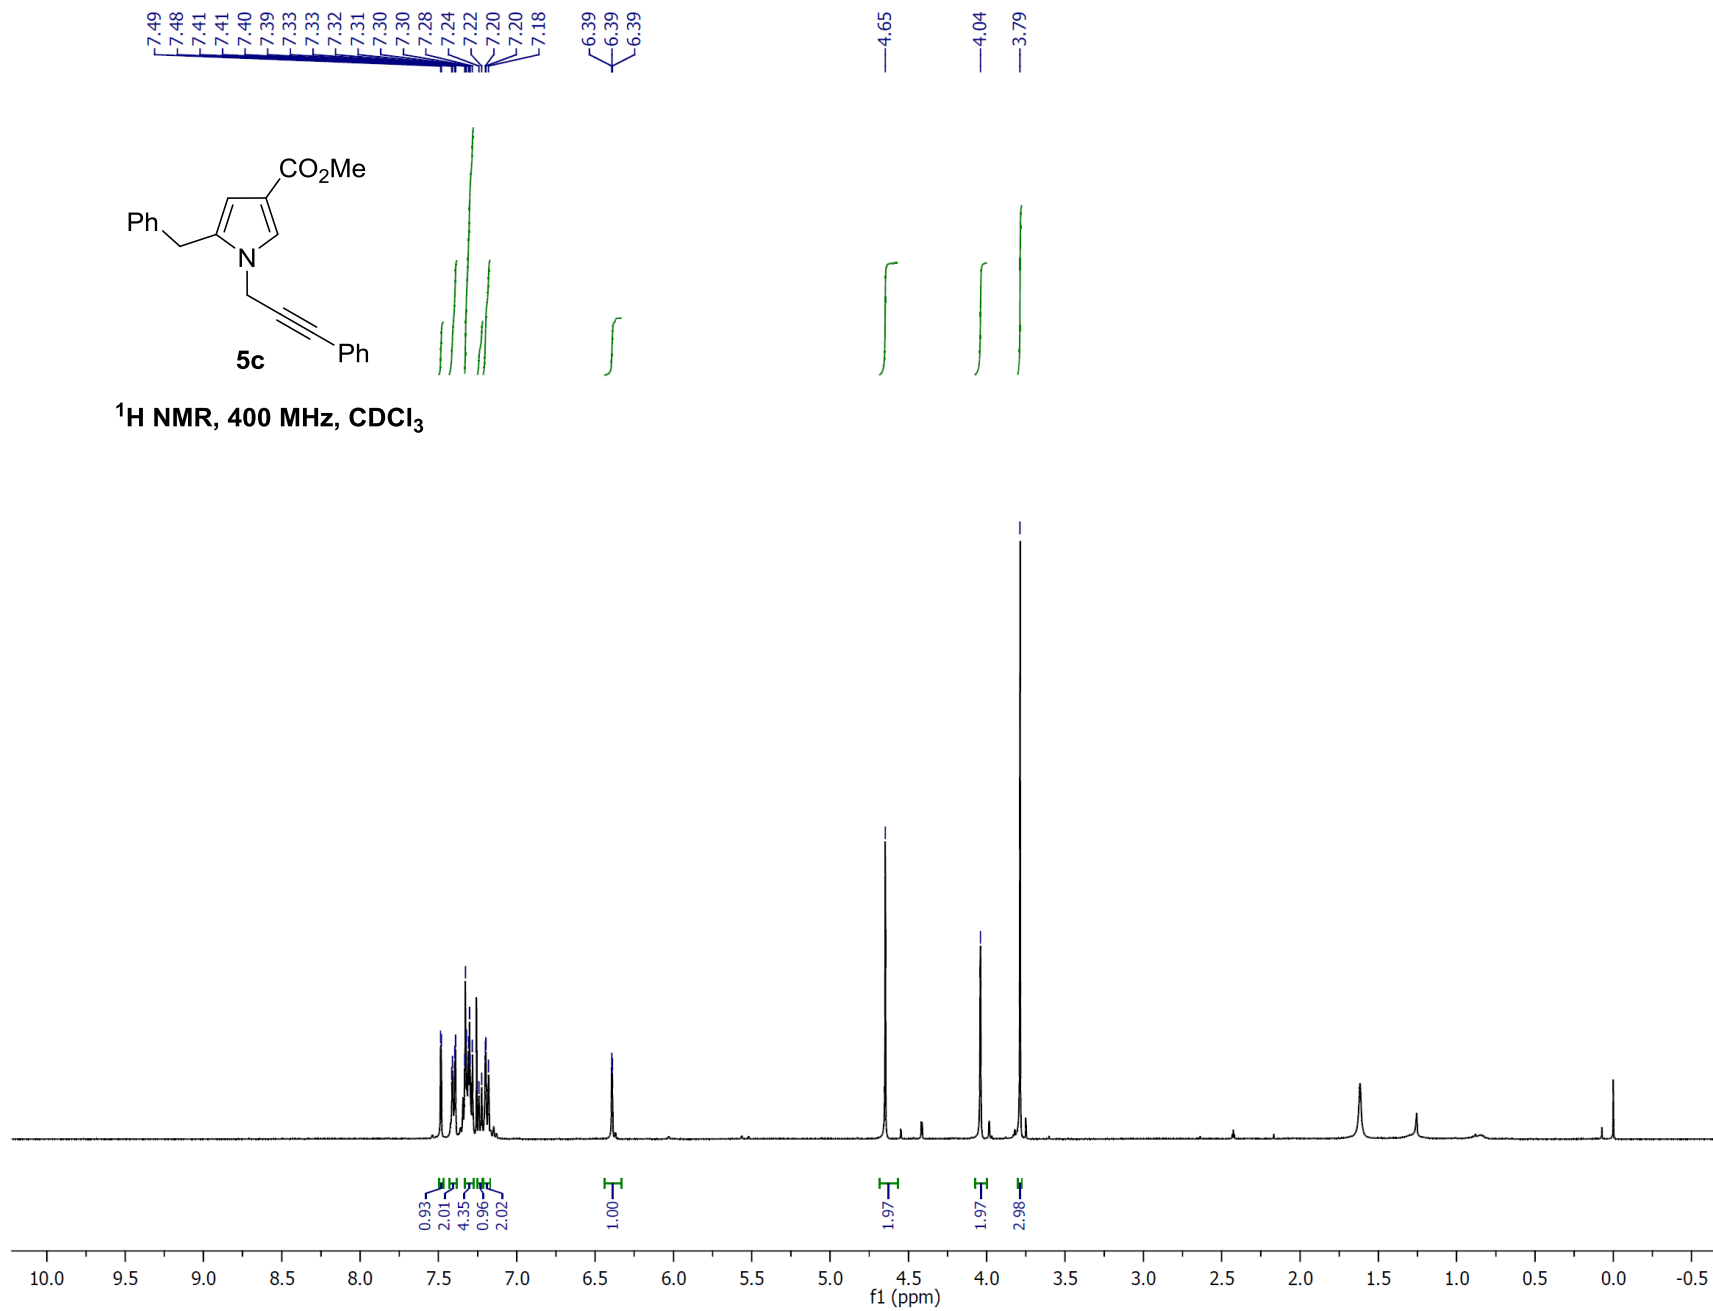 7.49 7.48 7.41 7.41 7.40 7.39 7.33 7.33 7.32 7.31 7.30 7.30 7.28 7.24 7.22 7.20 7.20 7.18 6.39 6.39 6.39 4.65 4.04 3.79
CO2Me
Ph
N
Ph
5c
1H NMR, 400 MHz, CDCl3
0.93 2.01 4.35 0.96 2.02 1.00 1.97 1.97 2.98
10.0 9.5 9.0 8.5 8.0 7.5 7.0 6.5 6.0 5.5 5.0 4.5 4.0 3.5 3.0 2.5 2.0 1.5 1.0 0.5 0.0 -0.5
f1 (ppm)